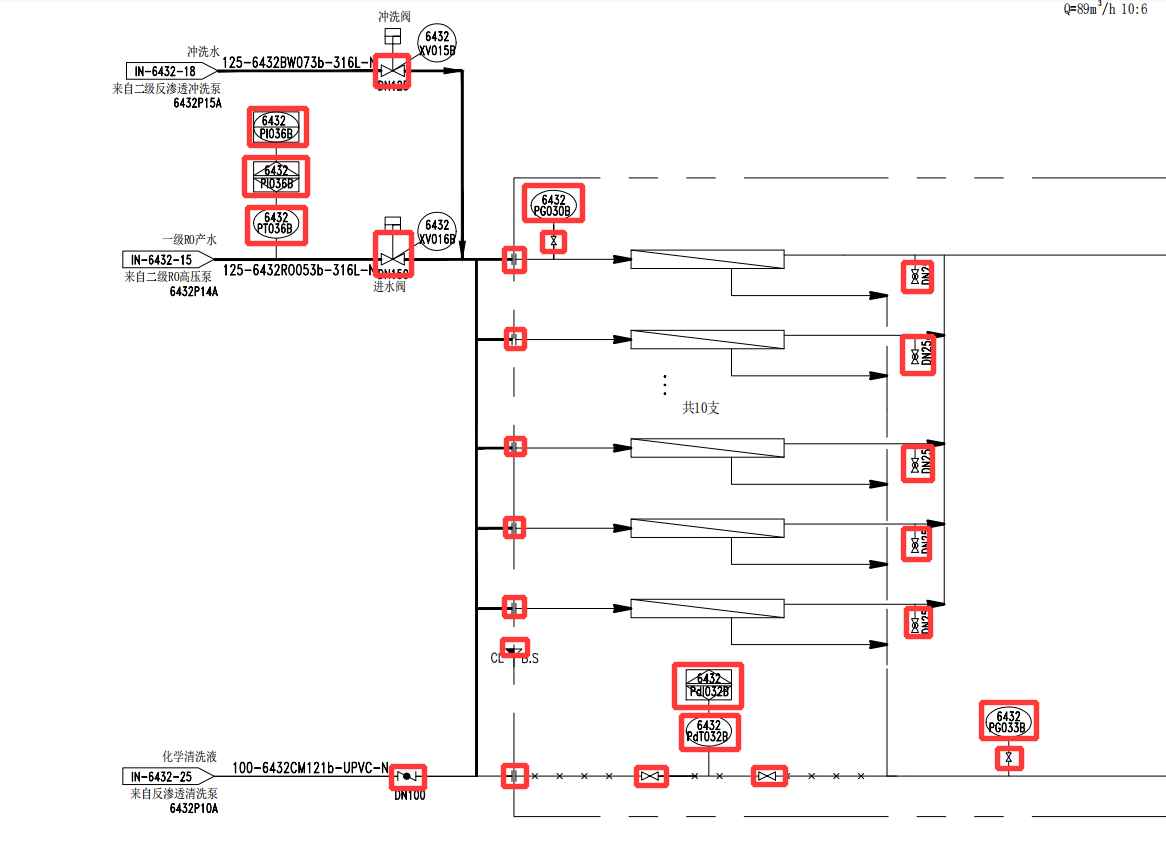 Q=89m³/h 10:6
冲洗阀
6432
XV015B
冲洗水
125-6432BW073b-316L-N
IN-6432-18
DN125
来自二级反渗透冲洗泵
6432P15A
6432
PI036B
6432
PI036B
6432
PT036B
6432
PG030B
6432
XV016B
一级RO产水
IN-6432-15
125-6432RO053b-316L-N
DN150
来自二级RO高压泵
6432P14A
进水阀
DN2
DN25
共10支
DN25
DN25
DN25
CL
B.S
6432
PdI032B
6432
PdT032B
6432
PG033B
化学清洗液
100-6432CM121b-UPVC-N
IN-6432-25
DN100
来自反渗透清洗泵
6432P10A